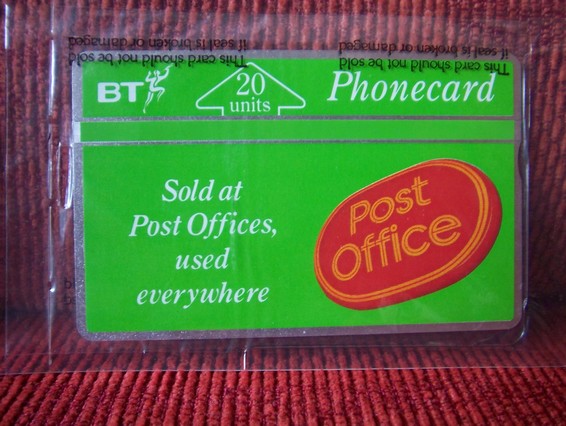 This card should not be sold
if seal is broken or damaged
This card should not be sold
if seal is broken or damaged
BT
20
units
Phonecard
Sold at
Post Offices,
used
everywhere
Post
Office